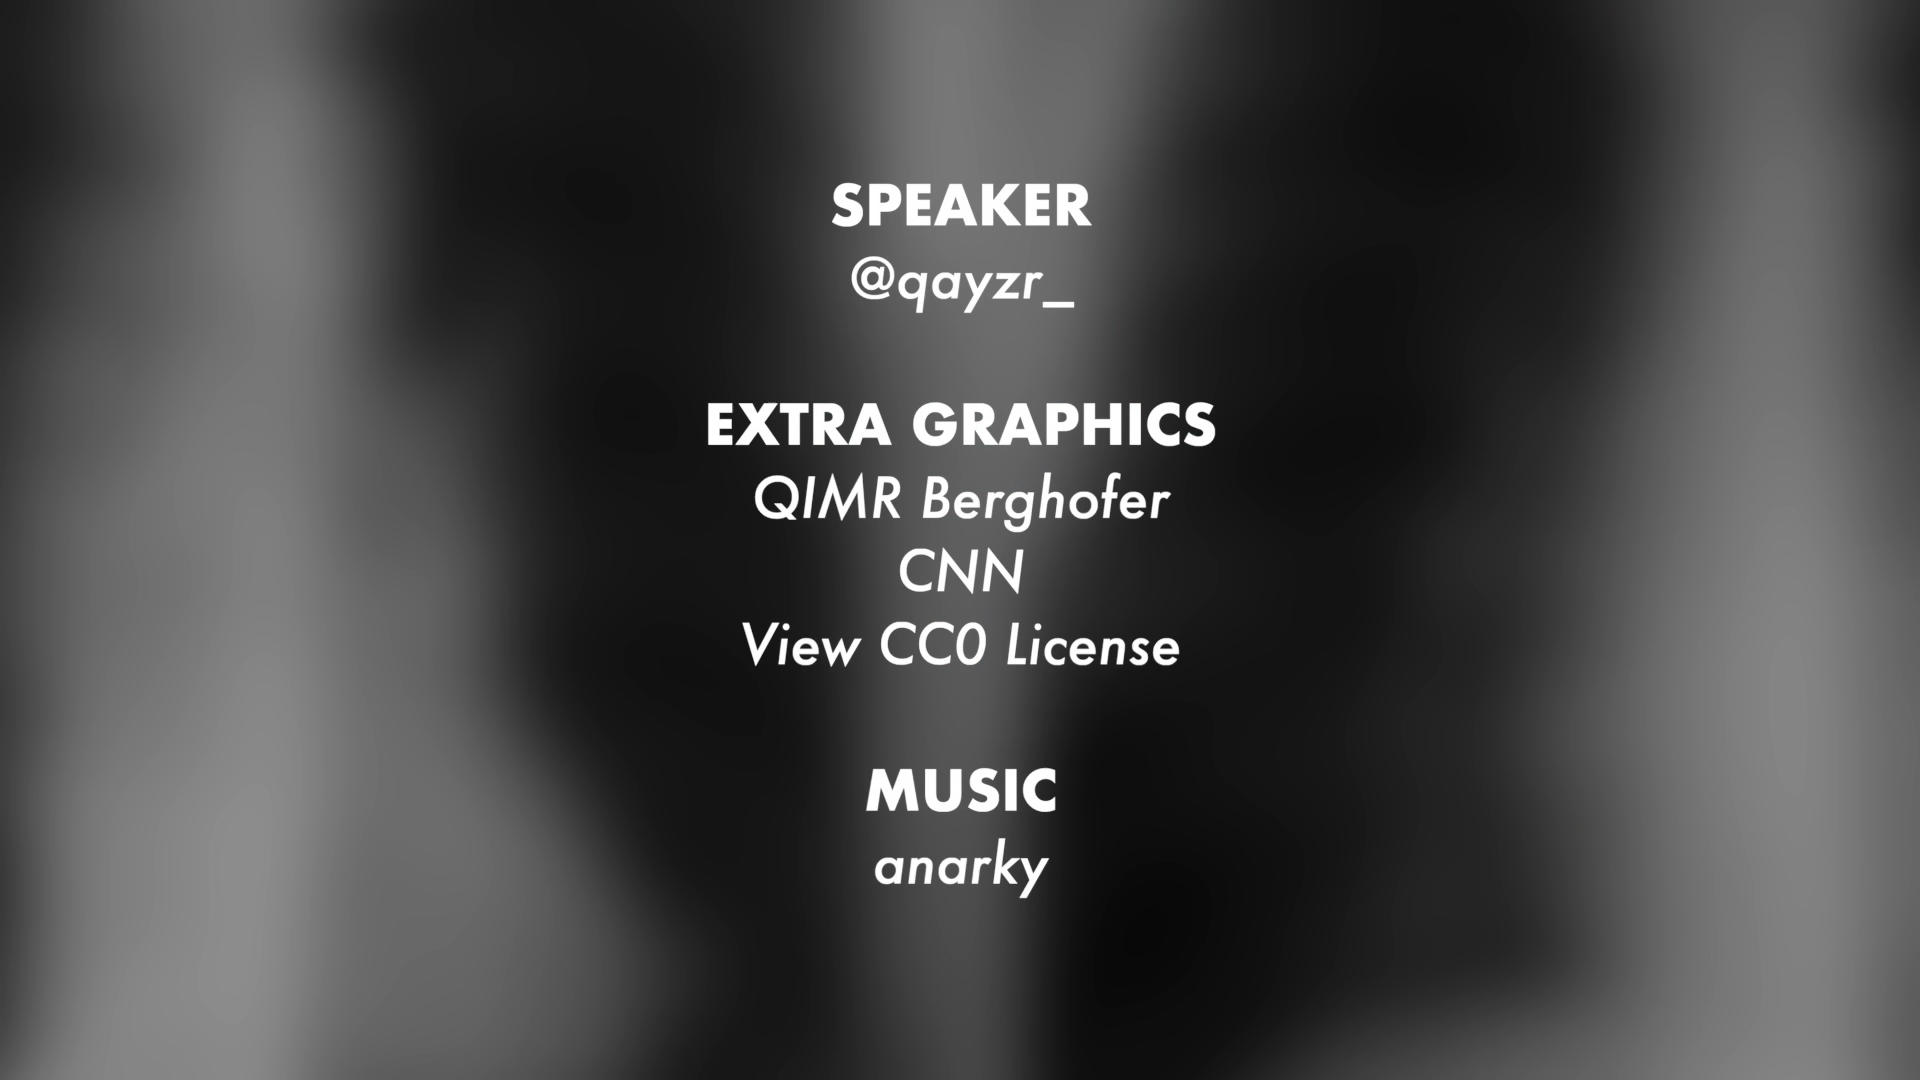 SPEAKER
@qayzr_
EXTRA GRAPHICS
QIMR Berghofer
CNN
View CC0 License
MUSIC
anarky